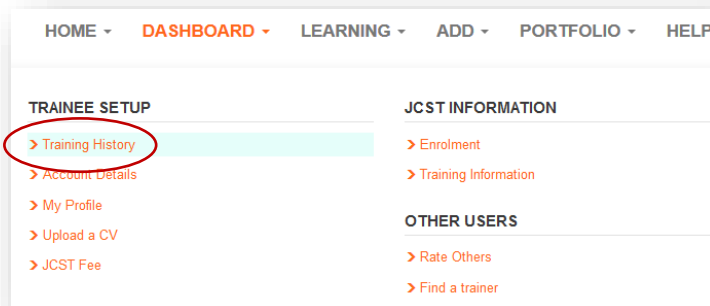 HOME DASHBOARD LEARNING ADD PORTFOLIO HELP
TRAINEE SETUP
Training History
Account Details
My Profile
Upload a CV
JCST Fee
JCST INFORMATION
Enrolment
Training Information
OTHER USERS
Rate Others
Find a trainer